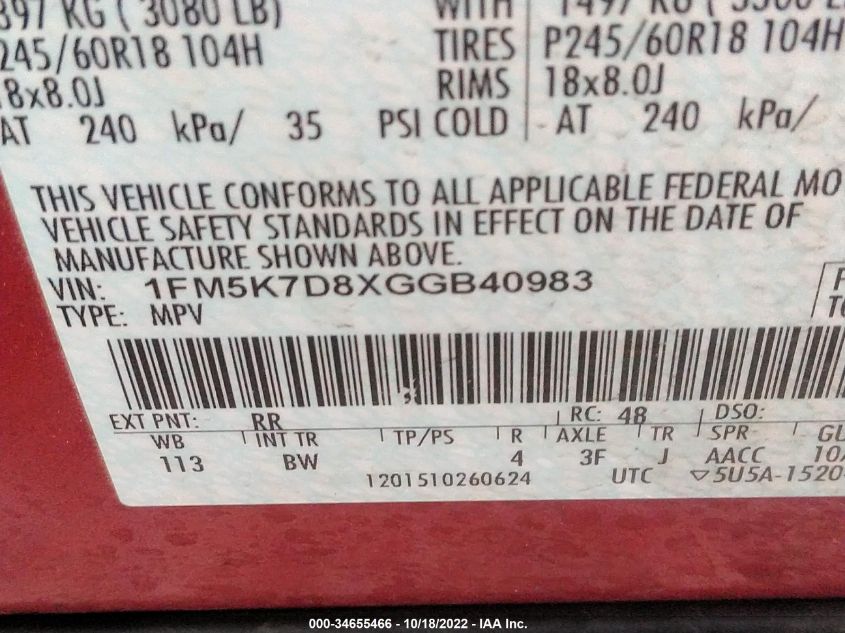 397 KG ( 3080 LB) WITH 1497 KG ( 3300 L
245/60R18 104H TIRES P245/60R18 104H
18x8.0J RIMS 18x8.0J
AT 240 kPa/ 35 PSI COLD AT 240 kPa/
THIS VEHICLE CONFORMS TO ALL APPLICABLE FEDERAL MO
VEHICLE SAFETY STANDARDS IN EFFECT ON THE DATE OF
MANUFACTURE SHOWN ABOVE.
VIN: 1FM5K7D8XGGB40983
TYPE: MPV
EXT PNT: RR RC: 48 DSO:
WB INT TR TP/PS R AXLE TR SPR
113 BW 4 3F J AACC
1201510260624 UTC ▽5U5A-1520
000-34655466 - 10/18/2022 - IAA Inc.